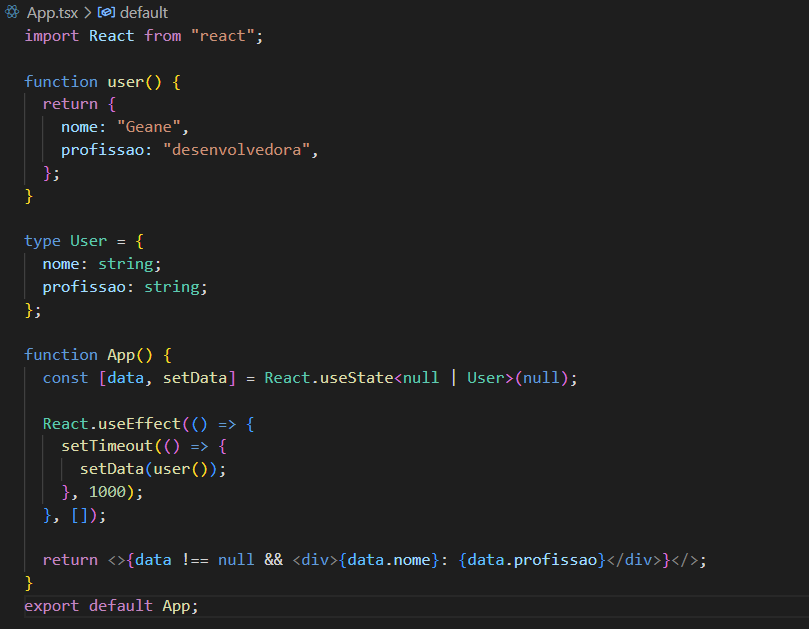 App.tsx > default
import React from "react";
function user() {
  return {
    nome: "Geane",
    profissao: "desenvolvedora",
  };
}
type User = {
  nome: string;
  profissao: string;
};
function App() {
  const [data, setData] = React.useState<null | User>(null);
  React.useEffect(() => {
    setTimeout(() => {
      setData(user());
    }, 1000);
  }, []);
  return <>{data !== null && <div>{data.nome}: {data.profissao}</div>}</>;
}
export default App;